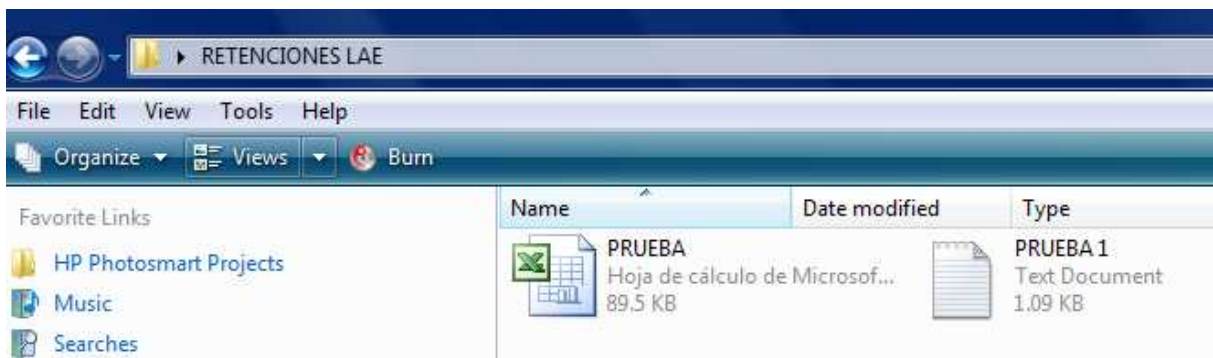 RETENCIONES LAE
File Edit View Tools Help
Organize Views Burn
Favorite Links
HP Photosmart Projects
Music
Searches
Name Date modified Type
PRUEBA
Hoja de cálculo de Microsof...
89.5 KB
PRUEBA 1
Text Document
1.09 KB